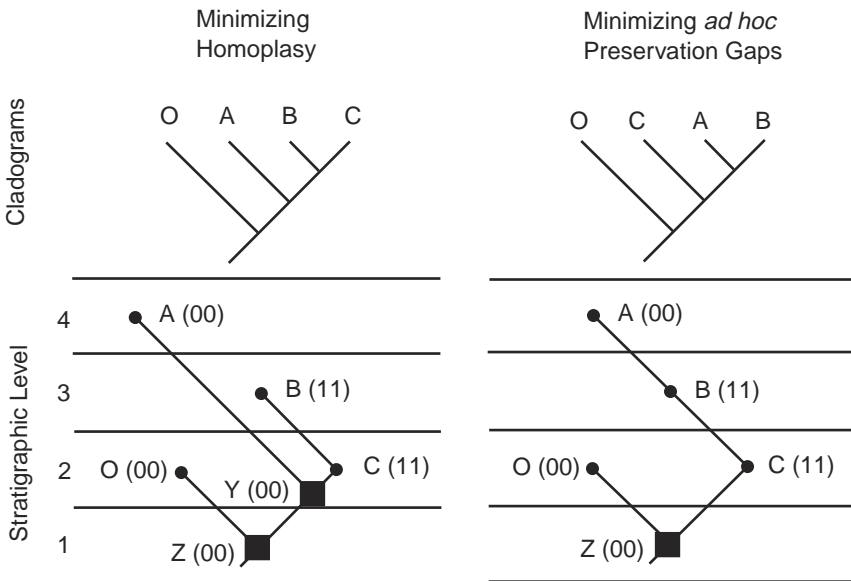 Minimizing
Homoplasy
Minimizing ad hoc
Preservation Gaps
Cladograms
O A B C
O C A B
Stratigraphic Level
4
A (00)
A (00)
3
B (11)
B (11)
2
O (00)
C (11)
O (00)
C (11)
Y (00)
1
Z (00)
Z (00)